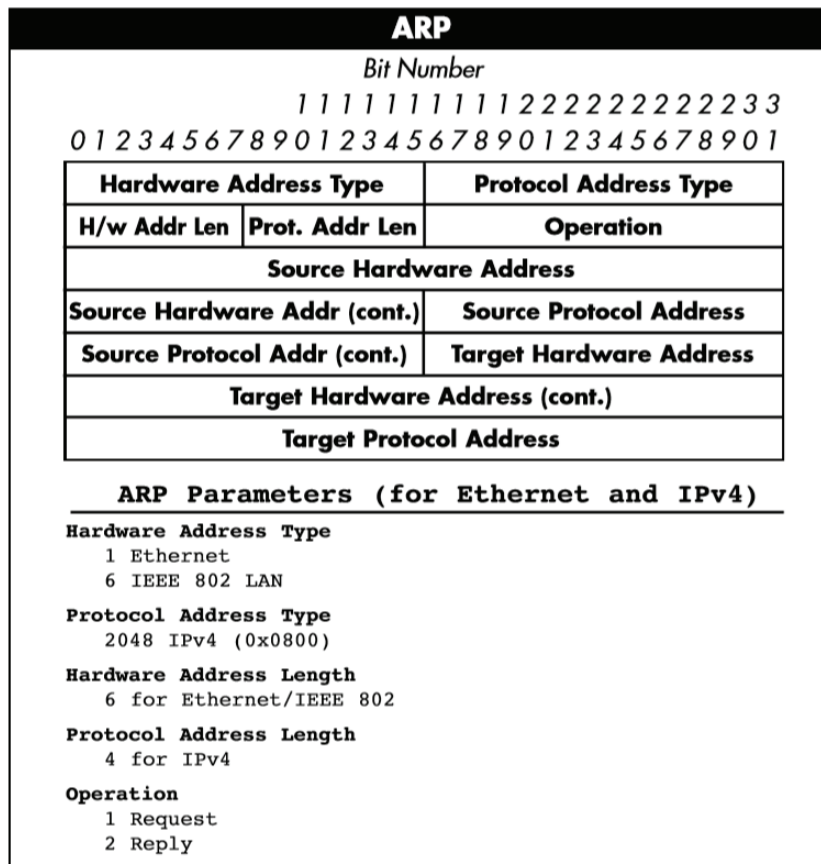 ARP
Bit Number
1 1 1 1 1 1 1 1 1 1 2 2 2 2 2 2 2 2 2 2 3 3
0 1 2 3 4 5 6 7 8 9 0 1 2 3 4 5 6 7 8 9 0 1 2 3 4 5 6 7 8 9 0 1
Hardware Address Type Protocol Address Type
H/w Addr Len Prot. Addr Len Operation
Source Hardware Address
Source Hardware Addr (cont.) Source Protocol Address
Source Protocol Addr (cont.) Target Hardware Address
Target Hardware Address (cont.)
Target Protocol Address
ARP Parameters (for Ethernet and IPv4)
Hardware Address Type
1 Ethernet
6 IEEE 802 LAN
Protocol Address Type
2048 IPv4 (0x0800)
Hardware Address Length
6 for Ethernet/IEEE 802
Protocol Address Length
4 for IPv4
Operation
1 Request
2 Reply